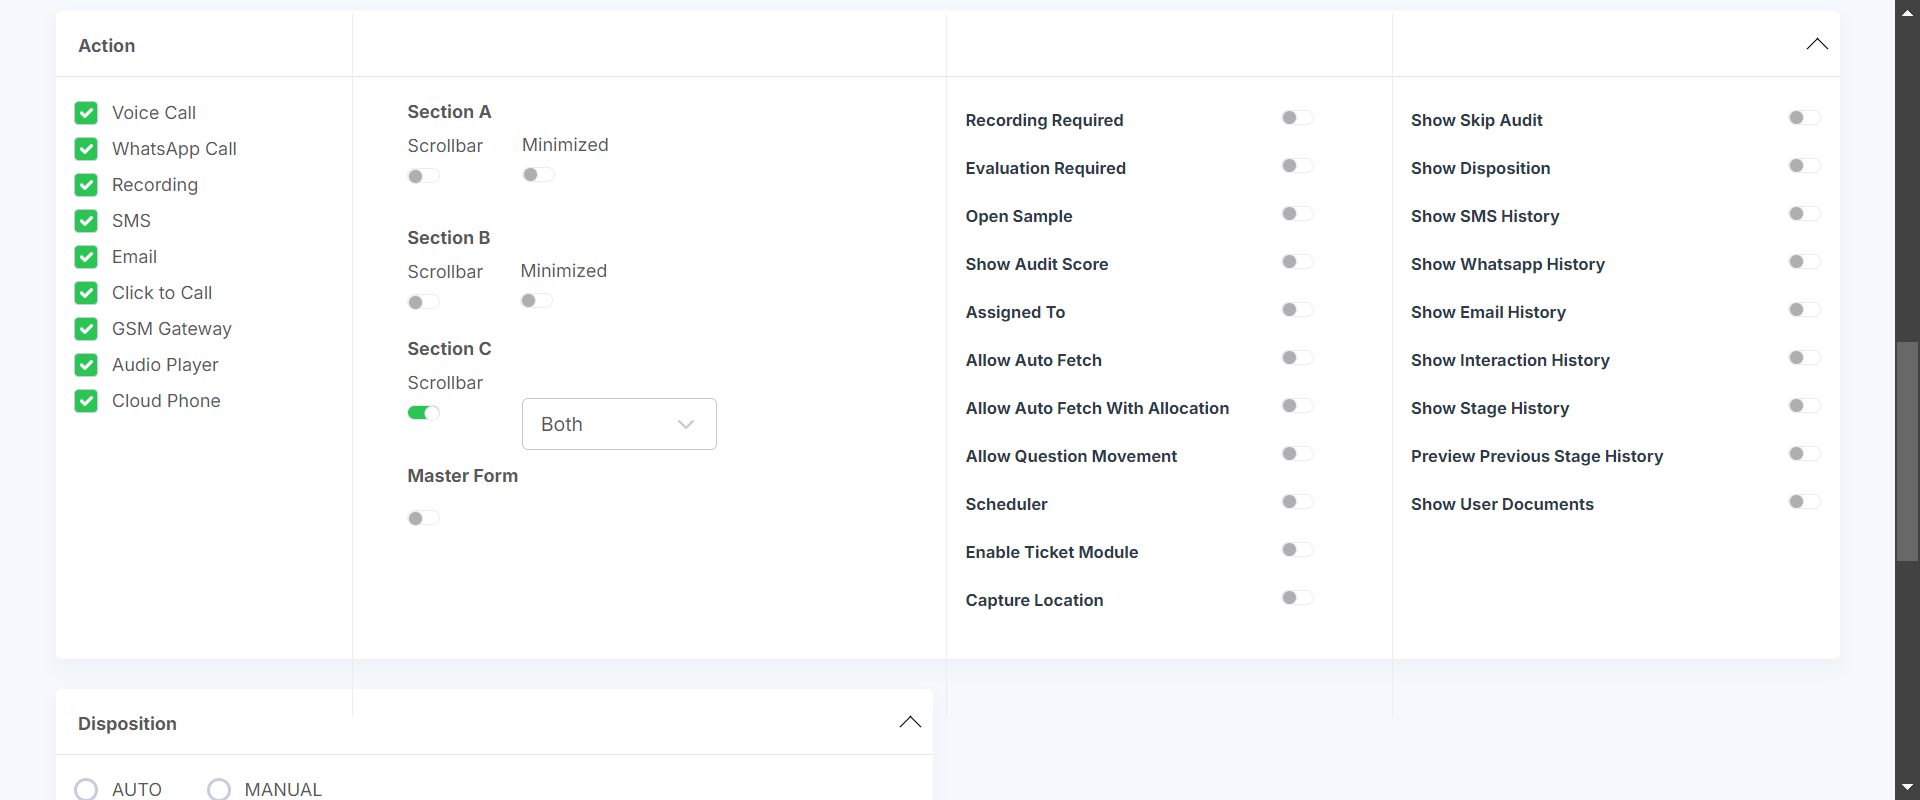 Action
Voice Call
WhatsApp Call
Recording
SMS
Email
Click to Call
GSM Gateway
Audio Player
Cloud Phone
Section A
Scrollbar Minimized
Section B
Scrollbar Minimized
Section C
Scrollbar
Both
Master Form
Recording Required
Evaluation Required
Open Sample
Show Audit Score
Assigned To
Allow Auto Fetch
Allow Auto Fetch With Allocation
Allow Question Movement
Scheduler
Enable Ticket Module
Capture Location
Show Skip Audit
Show Disposition
Show SMS History
Show Whatsapp History
Show Email History
Show Interaction History
Show Stage History
Preview Previous Stage History
Show User Documents
Disposition
AUTO MANUAL